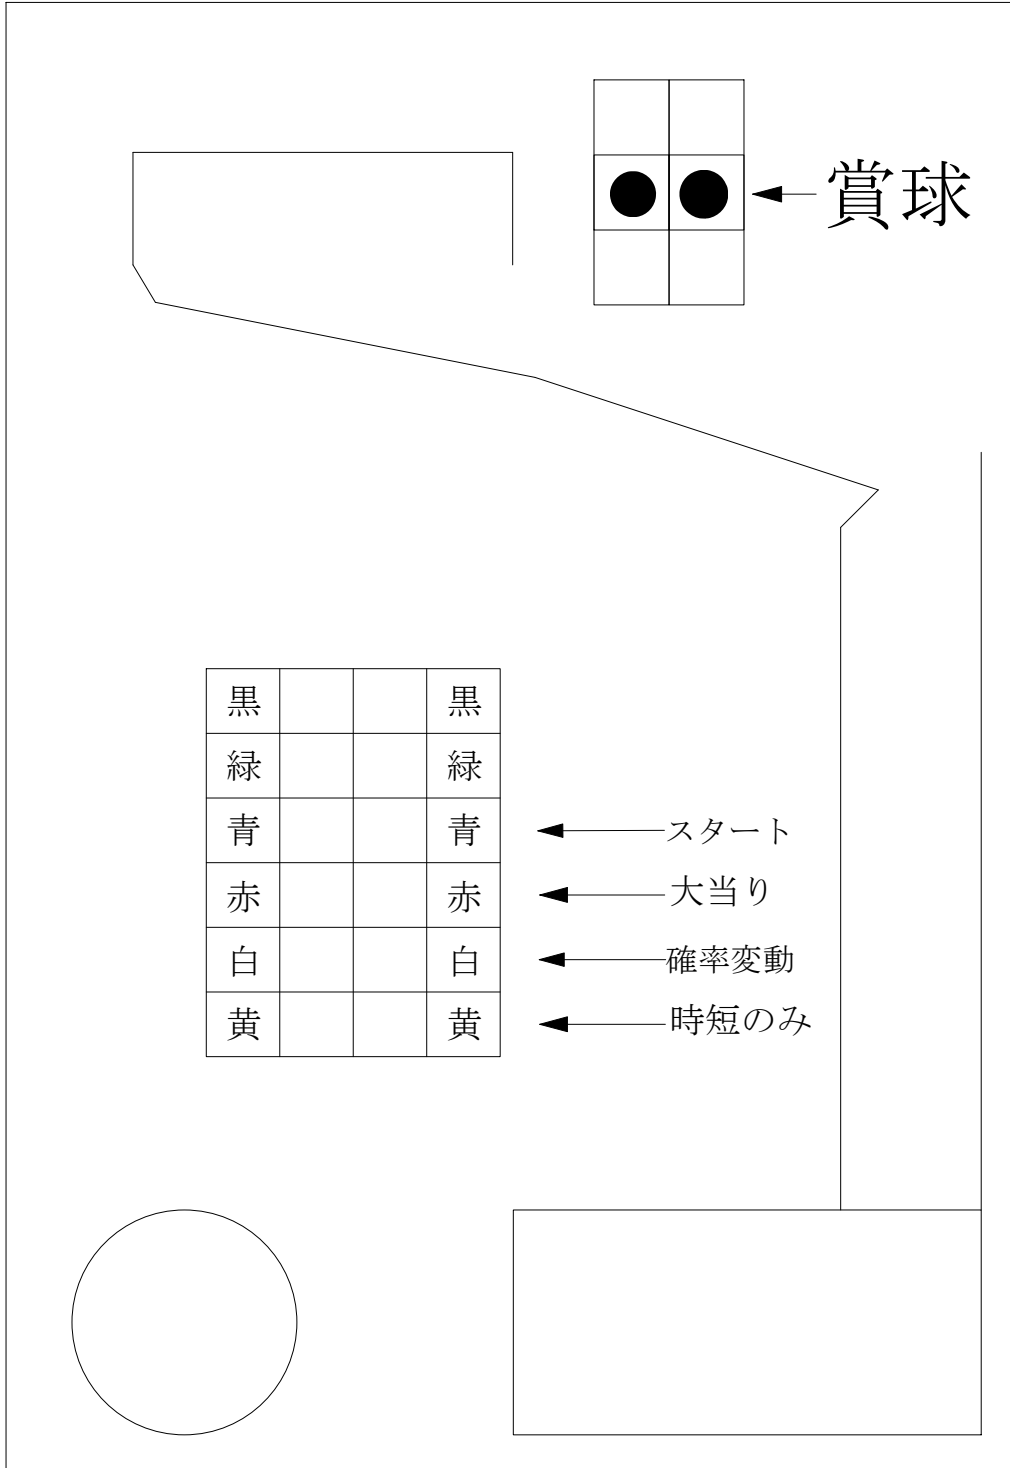 賞球
黒 黒
緑 緑
青 青 スタート
赤 赤 大当り
白 白 確率変動
黄 黄 時短のみ